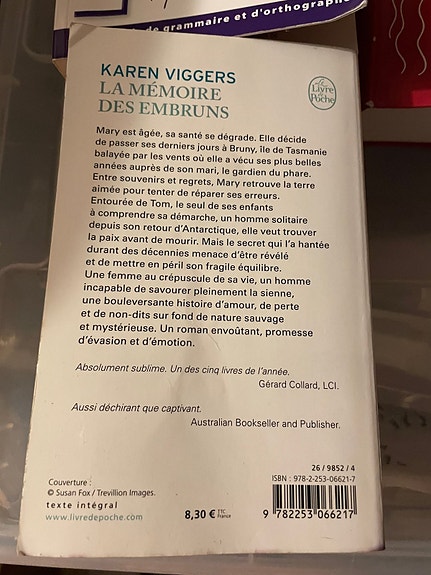 de grammaire et d'orthographe
KAREN VIGGERS
LA MÉMOIRE
DES EMBRUNS
Le
Livre
de
Poche
Mary est âgée, sa santé se dégrade. Elle décide
de passer ses derniers jours à Bruny, île de Tasmanie
balayée par les vents où elle a vécu ses plus belles
années auprès de son mari, le gardien du phare.
Entre souvenirs et regrets, Mary retrouve la terre
aimée pour tenter de réparer ses erreurs.
Entourée de Tom, le seul de ses enfants
à comprendre sa démarche, un homme solitaire
depuis son retour d'Antarctique, elle veut trouver
la paix avant de mourir. Mais le secret qui l'a hantée
durant des décennies menace d'être révélé
et de mettre en péril son fragile équilibre.
Une femme au crépuscule de sa vie, un homme
incapable de savourer pleinement la sienne,
une bouleversante histoire d'amour, de perte
et de non-dits sur fond de nature sauvage
et mystérieuse. Un roman envoûtant, promesse
d'évasion et d'émotion.
Absolument sublime. Un des cinq livres de l'année.
Gérard Collard, LCI.
Aussi déchirant que captivant.
Australian Bookseller and Publisher.
Couverture :
© Susan Fox / Trevillion Images.
texte intégral
www.livredepoche.com
8,30 € TTC
France
26 / 9852 / 4
ISBN : 978-2-253-06621-7
9 782253 066217